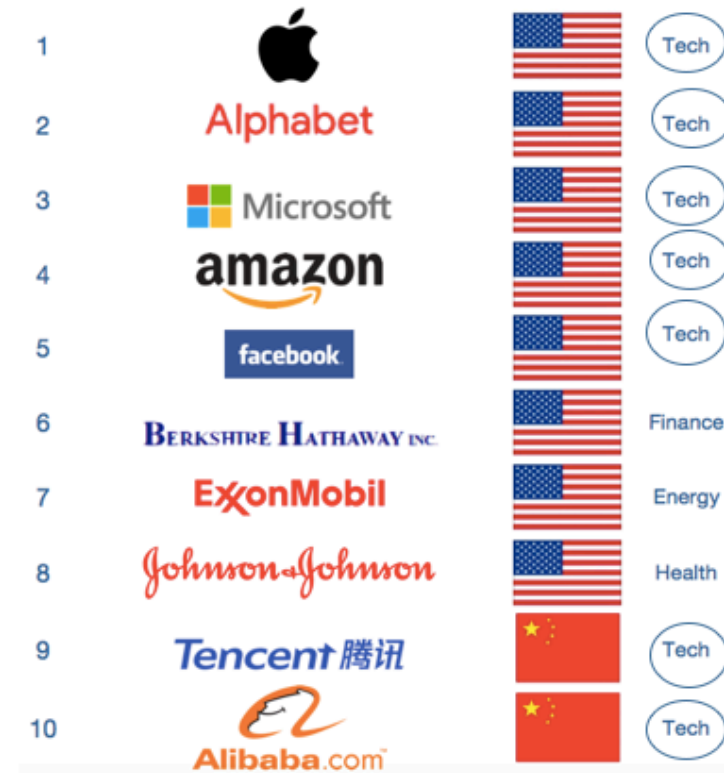 1 Tech
2 Alphabet Tech
3 Microsoft Tech
4 amazon Tech
5 facebook Tech
6 BERKSHIRE HATHAWAY INC. Finance
7 ExxonMobil Energy
8 Johnson & Johnson Health
9 Tencent 腾讯 Tech
10 Alibaba.com Tech